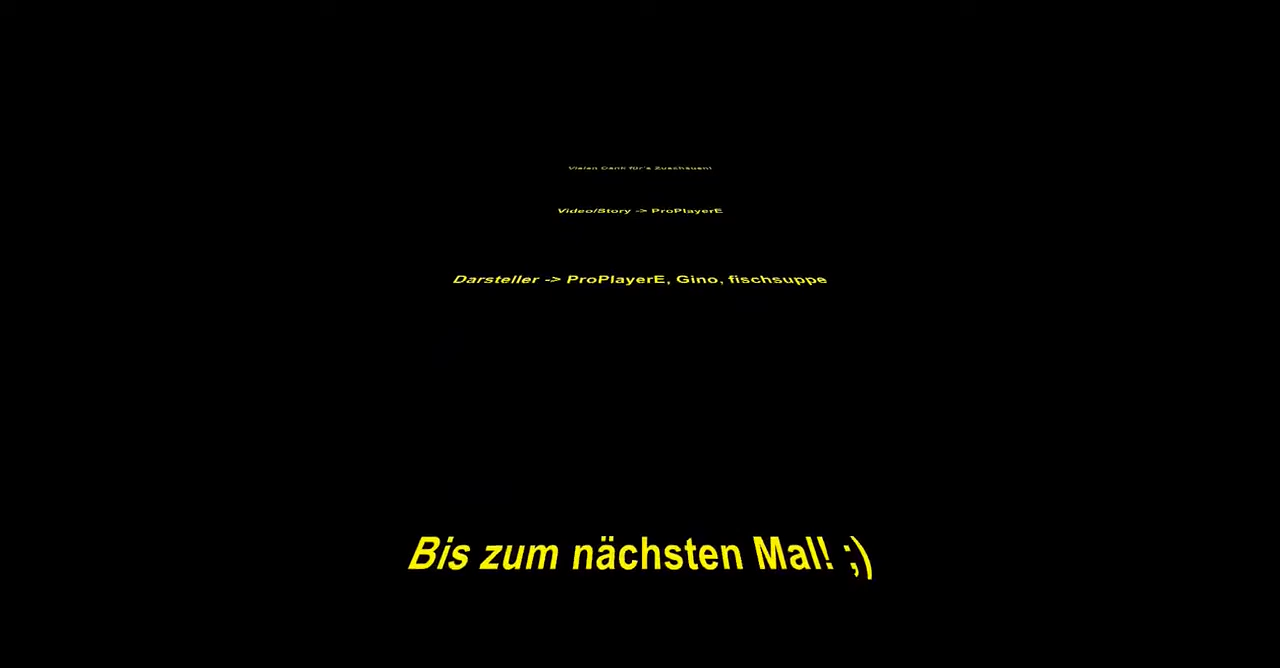 Vielen Dank für's Zuschauen!
Video/Story -> ProPlayerE
Darsteller -> ProPlayerE, Gino, fischsuppe
Bis zum nächsten Mal! ;)